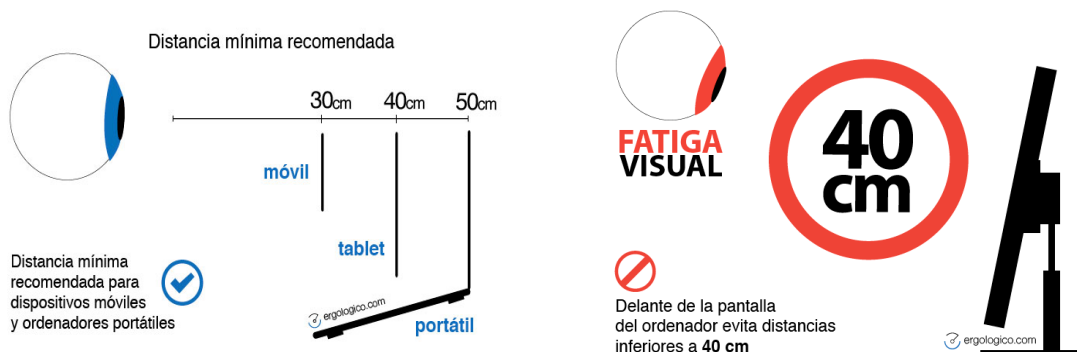 Distancia mínima recomendada
30cm
40cm
50cm
móvil
tablet
portátil
ergologico.com
Distancia mínima
recomendada para
dispositivos móviles
y ordenadores portátiles
FATIGA
VISUAL
40
cm
Delante de la pantalla
del ordenador evita distancias
inferiores a 40 cm
ergologico.com